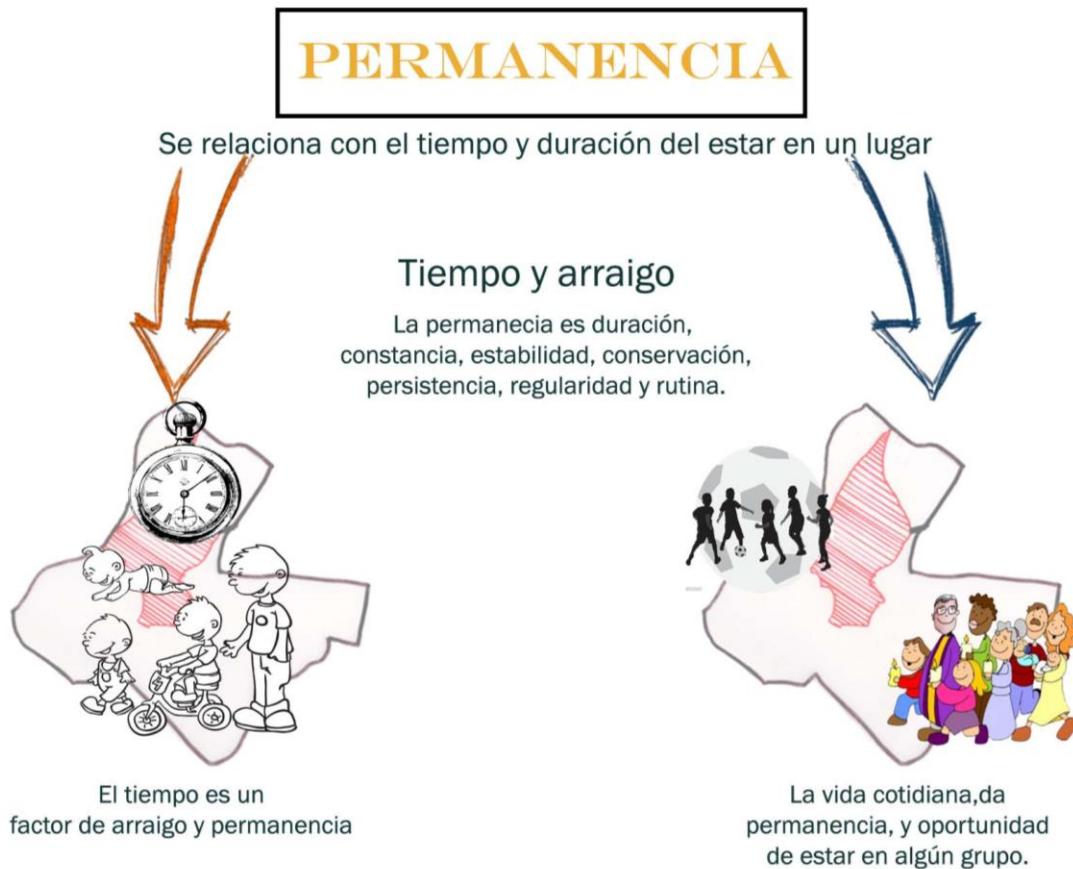 PERMANENCIA
Se relaciona con el tiempo y duración del estar en un lugar
Tiempo y arraigo
La permanecia es duración,
constancia, estabilidad, conservación,
persistencia, regularidad y rutina.
El tiempo es un
factor de arraigo y permanencia
La vida cotidiana,da
permanencia, y oportunidad
de estar en algún grupo.